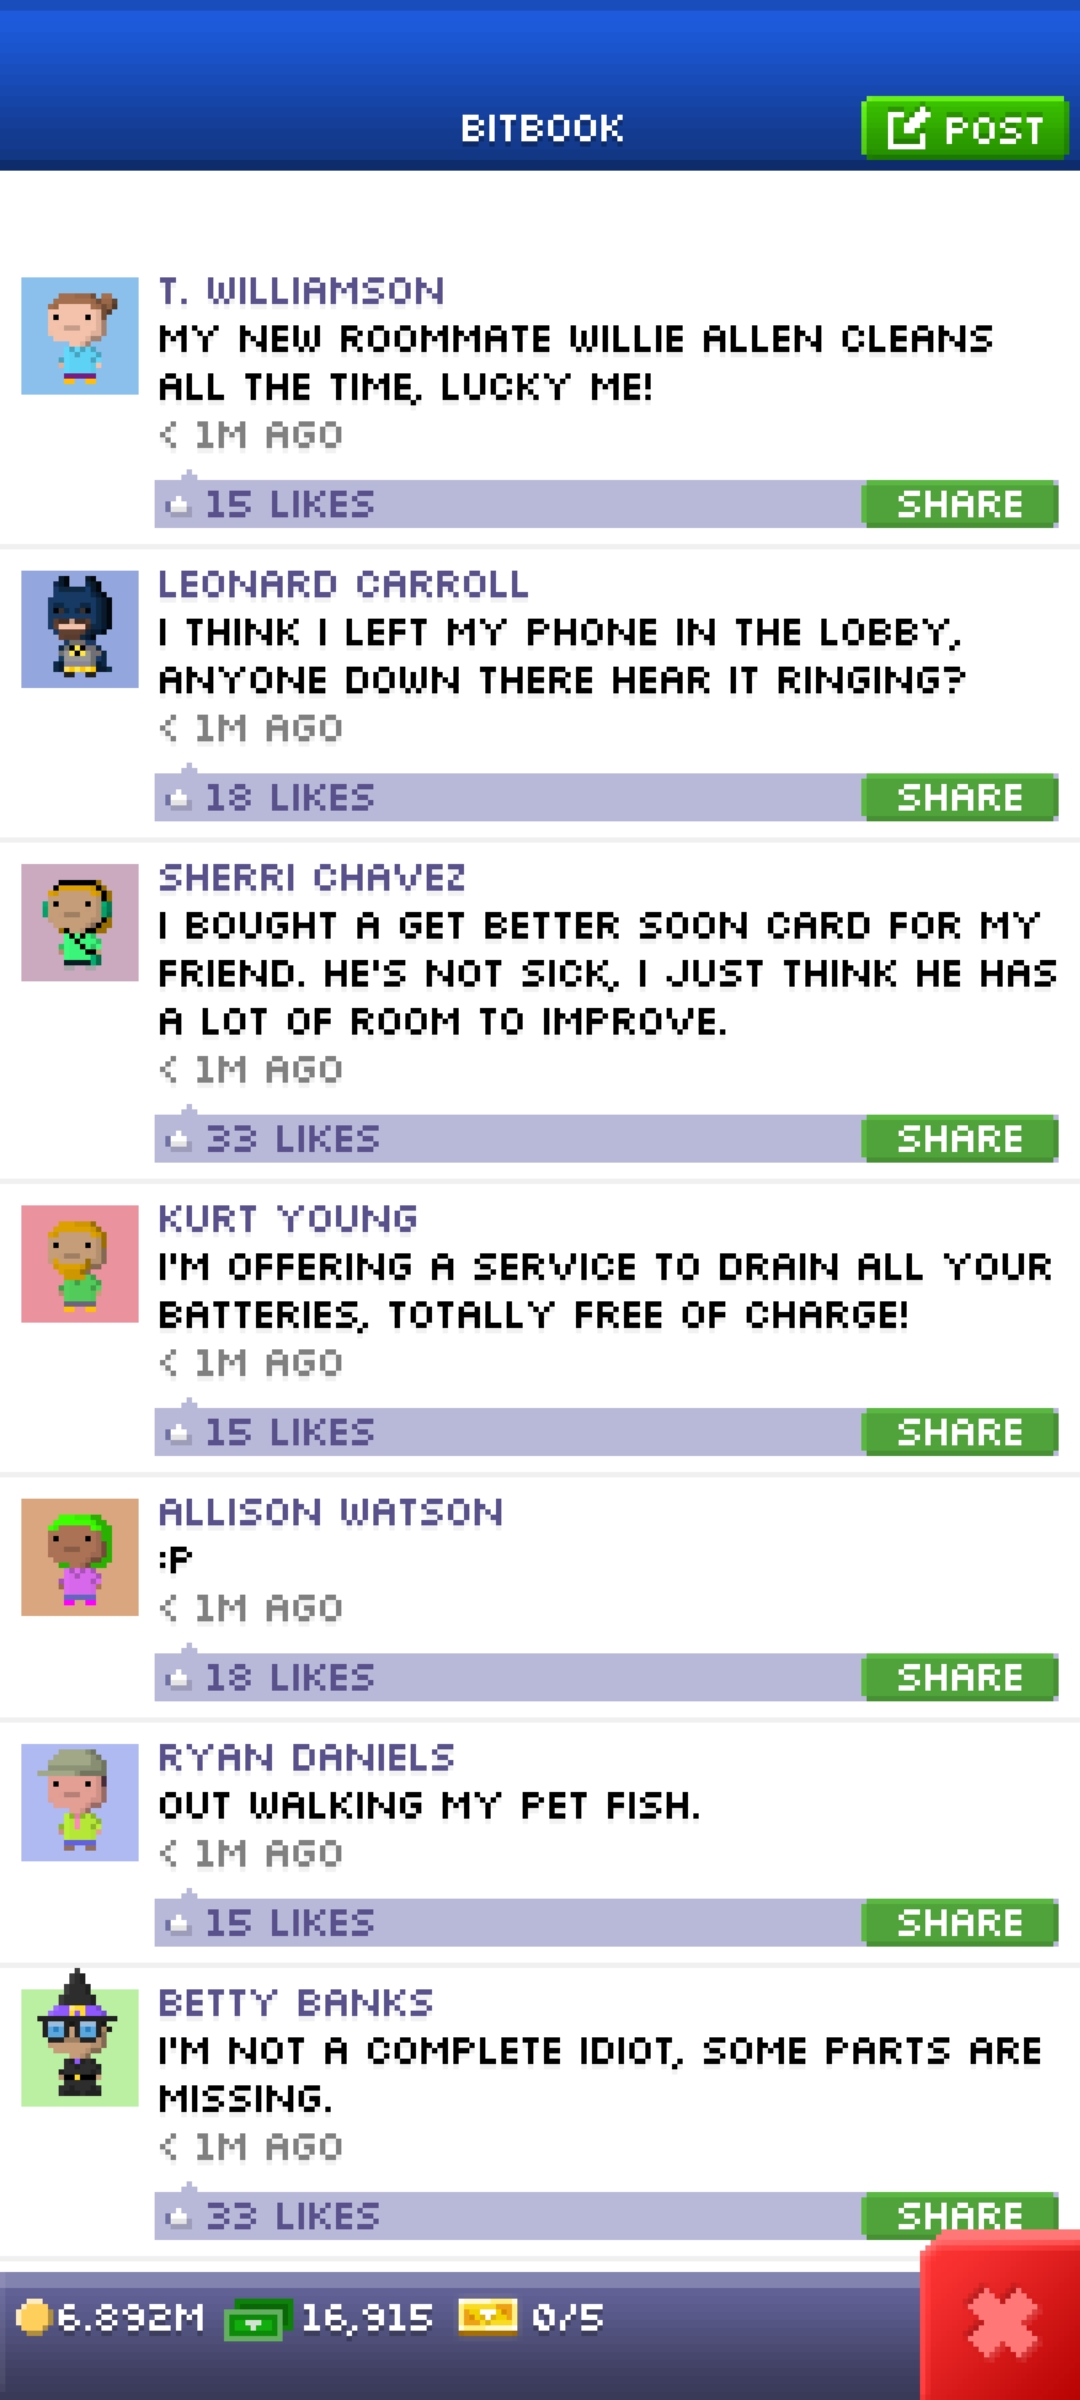 BITBOOK
POST
T. WILLIAMSON
MY NEW ROOMMATE WILLIE ALLEN CLEANS
ALL THE TIME, LUCKY ME!
< 1M AGO
15 LIKES
SHARE
LEONARD CARROLL
I THINK I LEFT MY PHONE IN THE LOBBY,
ANYONE DOWN THERE HEAR IT RINGING?
< 1M AGO
18 LIKES
SHARE
SHERRI CHAVEZ
I BOUGHT A GET BETTER SOON CARD FOR MY
FRIEND. HE'S NOT SICK, I JUST THINK HE HAS
A LOT OF ROOM TO IMPROVE.
< 1M AGO
33 LIKES
SHARE
KURT YOUNG
I'M OFFERING A SERVICE TO DRAIN ALL YOUR
BATTERIES, TOTALLY FREE OF CHARGE!
< 1M AGO
15 LIKES
SHARE
ALLISON WATSON
:P
< 1M AGO
18 LIKES
SHARE
RYAN DANIELS
OUT WALKING MY PET FISH.
< 1M AGO
15 LIKES
SHARE
BETTY BANKS
I'M NOT A COMPLETE IDIOT, SOME PARTS ARE
MISSING.
< 1M AGO
33 LIKES
SHARE
6.892M 16,915 0/5